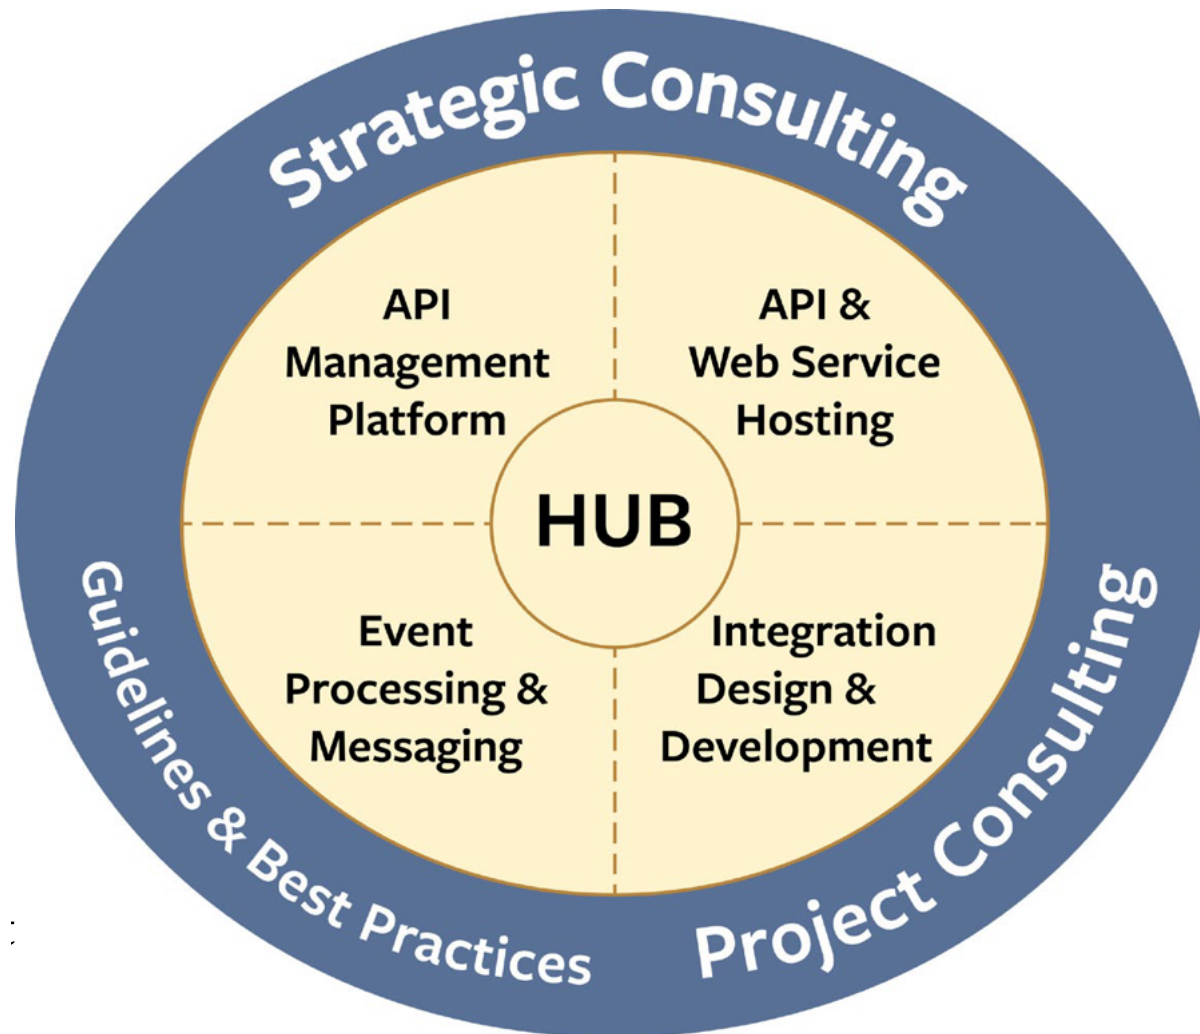 Strategic Consulting
API
Management
Platform
API &
Web Service
Hosting
HUB
Event
Processing &
Messaging
Integration
Design &
Development
Guidelines & Best Practices
Project Consulting